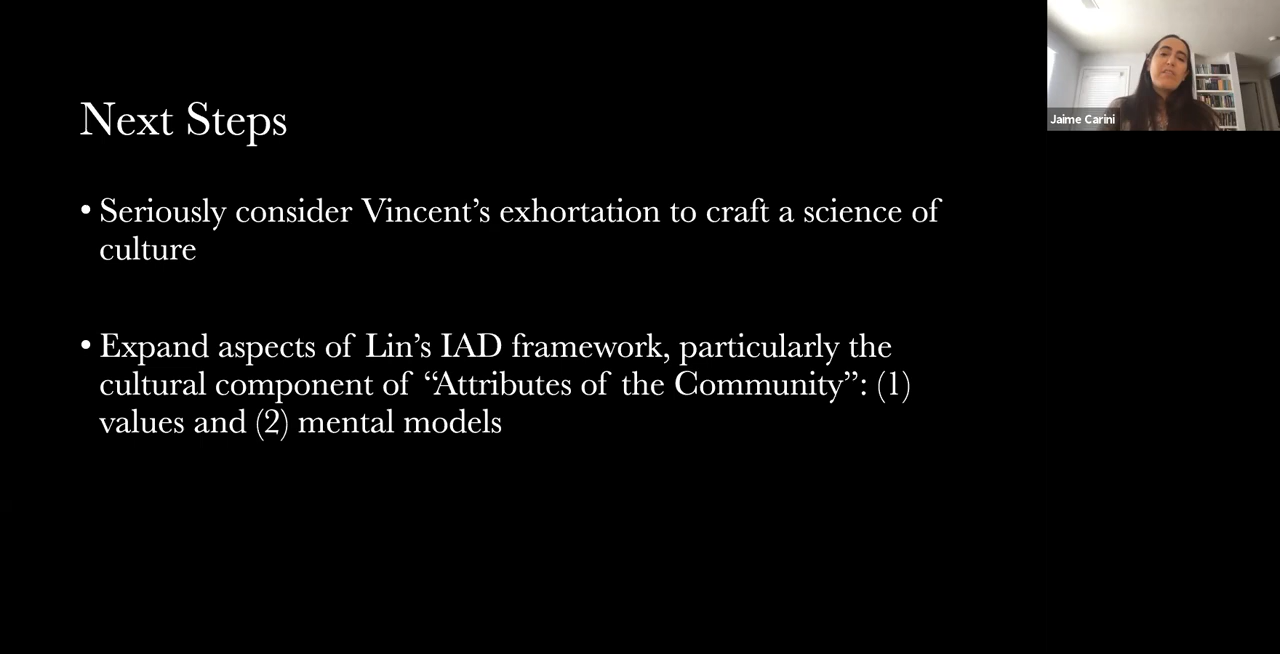 Next Steps
• Seriously consider Vincent’s exhortation to craft a science of
culture
• Expand aspects of Lin’s IAD framework, particularly the
cultural component of “Attributes of the Community”: (1)
values and (2) mental models
Jaime Carini